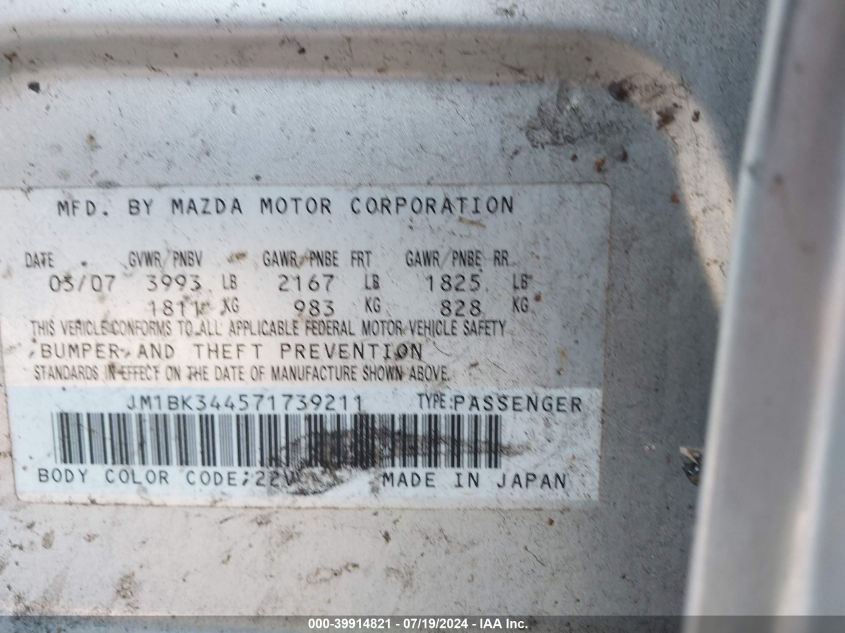 MFD. BY MAZDA MOTOR CORPORATION
DATE GVWR/PNBV GAWR/PNBE FRT GAWR/PNBE RR
03/07 3993 LB 2167 LB 1825 LB
1811 KG 983 KG 828 KG
THIS VEHICLE CONFORMS TO ALL APPLICABLE FEDERAL MOTOR VEHICLE SAFETY
BUMPER AND THEFT PREVENTION
STANDARDS IN EFFECT ON THE DATE OF MANUFACTURE SHOWN ABOVE.
JM1BK344571739211 TYPE:PASSENGER
BODY COLOR CODE:22V MADE IN JAPAN
000-39914821 - 07/19/2024 - IAA Inc.